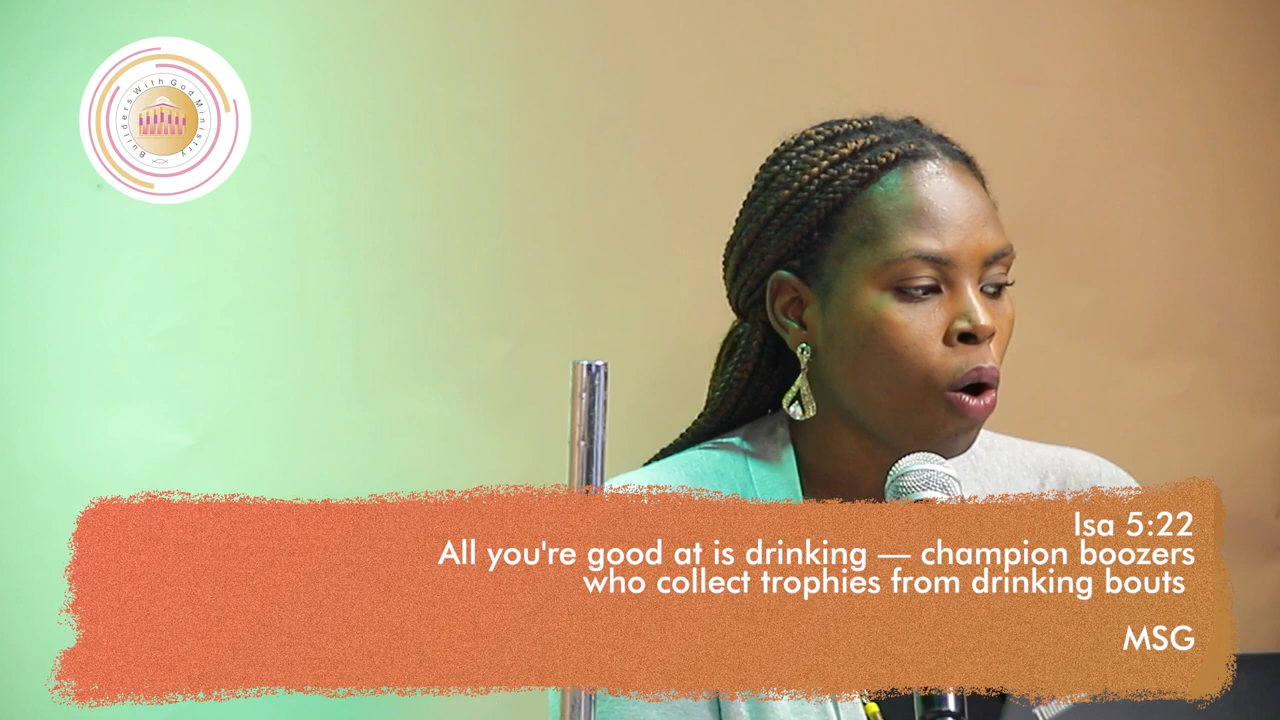 Builders With God Ministry
Isa 5:22
All you're good at is drinking — champion boozers
who collect trophies from drinking bouts
MSG